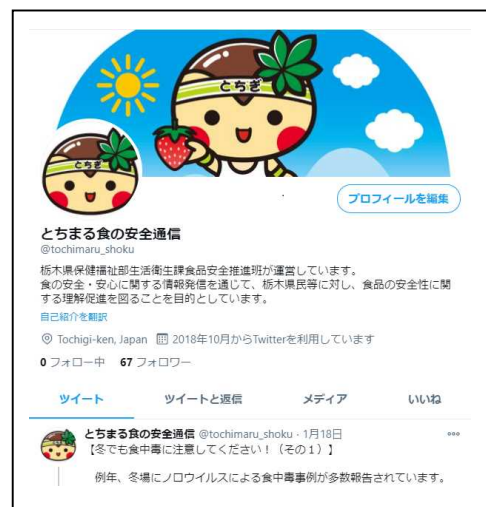 とちぎ
とちぎ
プロフィールを編集
とちまる食の安全通信
@tochimaru_shoku
栃木県保健福祉部生活衛生課食品安全推進班が運営しています。
食の安全・安心に関する情報発信を通じて、栃木県民等に対し、食品の安全性に関
する理解促進を図ることを目的としています。
自己紹介を翻訳
Tochigi-ken, Japan 2018年10月からTwitterを利用しています
0 フォロー中 67 フォロワー
ツイート ツイートと返信 メディア いいね
とちまる食の安全通信 @tochimaru_shoku · 1月18日
【冬でも食中毒に注意してください！（その１）】
例年、冬場にノロウイルスによる食中毒事例が多数報告されています。